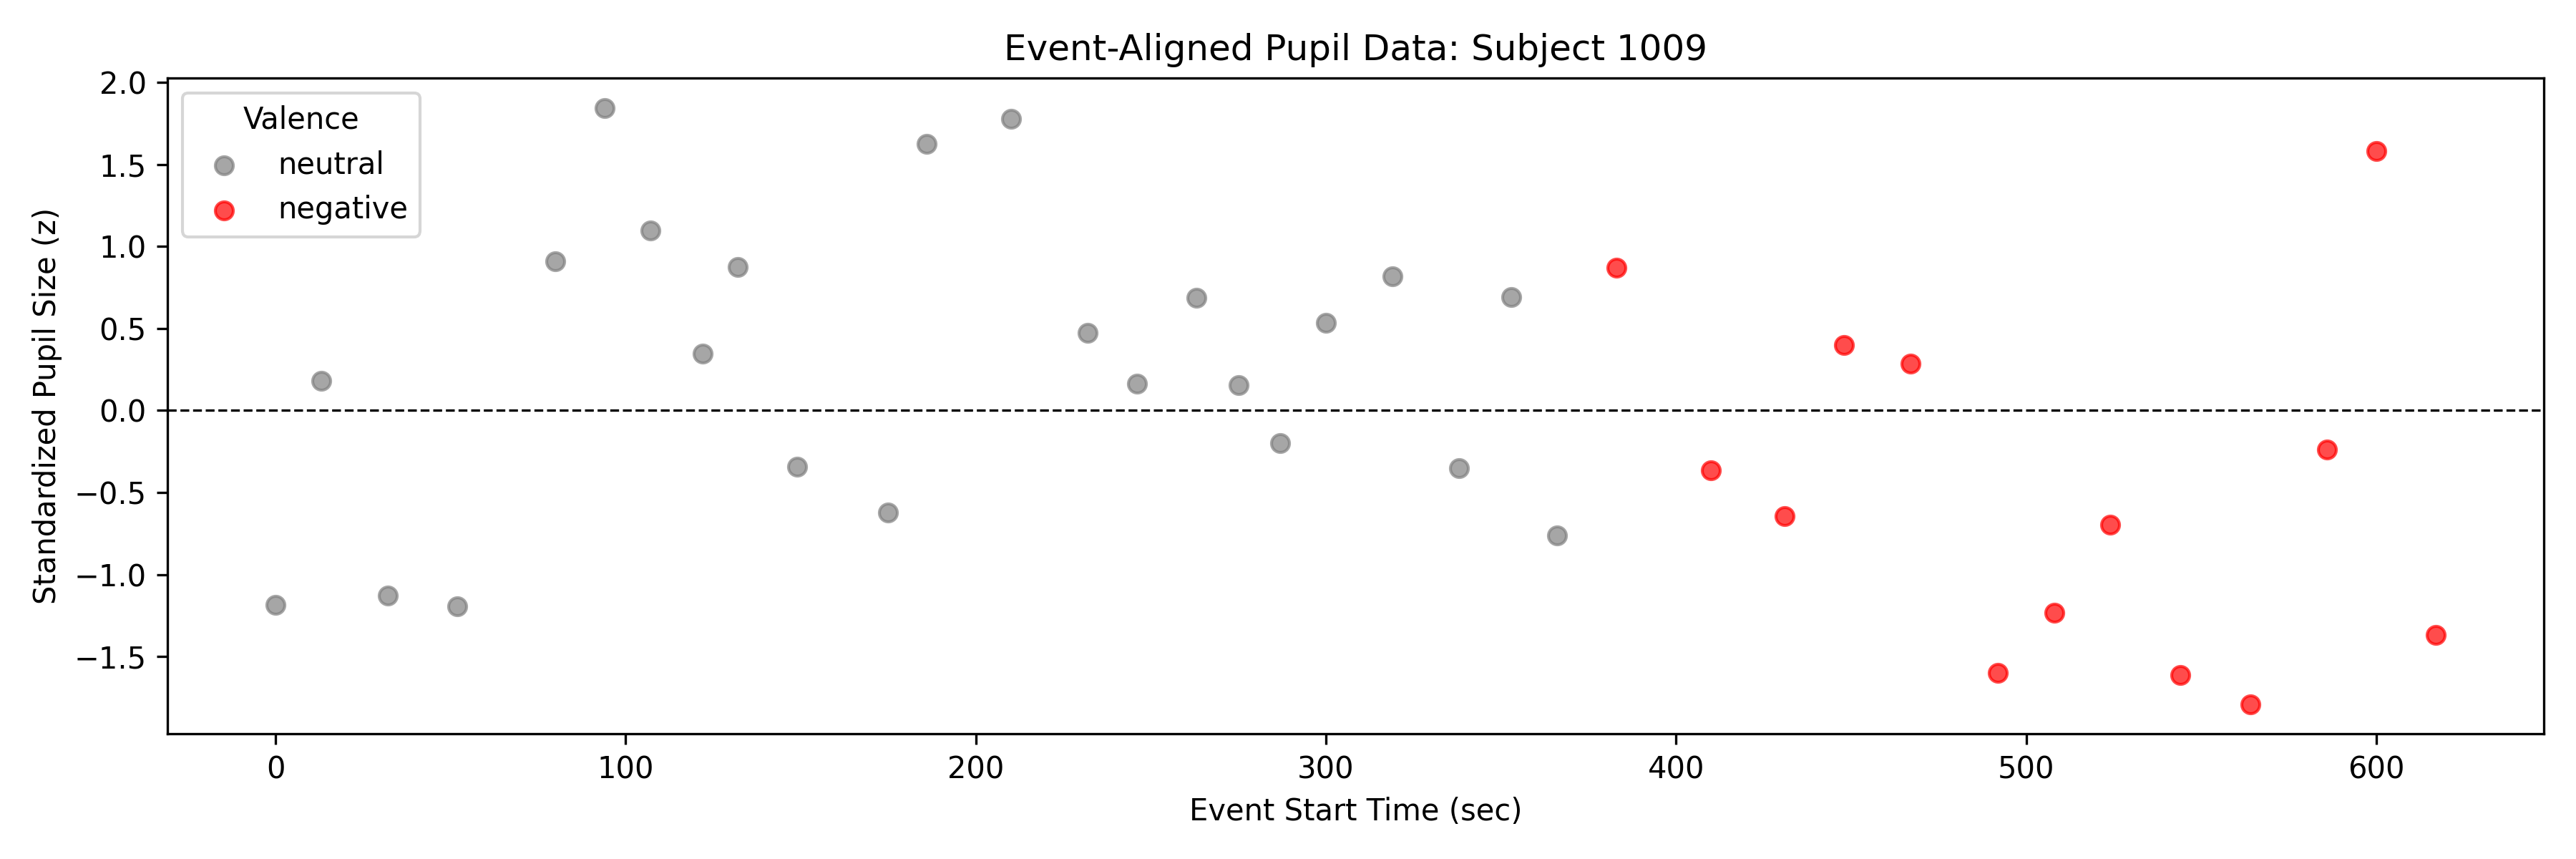 Event-Aligned Pupil Data: Subject 1009
Valence
neutral
negative
Standardized Pupil Size (z)
2.0
1.5
1.0
0.5
0.0
−0.5
−1.0
−1.5
0 100 200 300 400 500 600
Event Start Time (sec)